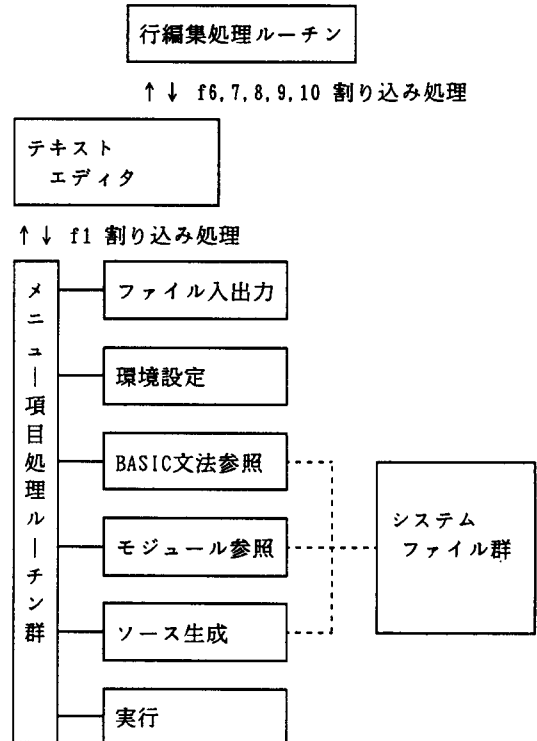 行編集処理ルーチン
↑↓ f6,7,8,9,10 割り込み処理
テキスト
エディタ
↑↓ f1 割り込み処理
メニュー項目処理ルーチン群
ファイル入出力
環境設定
BASIC文法参照
モジュール参照
ソース生成
実行
システム
ファイル群